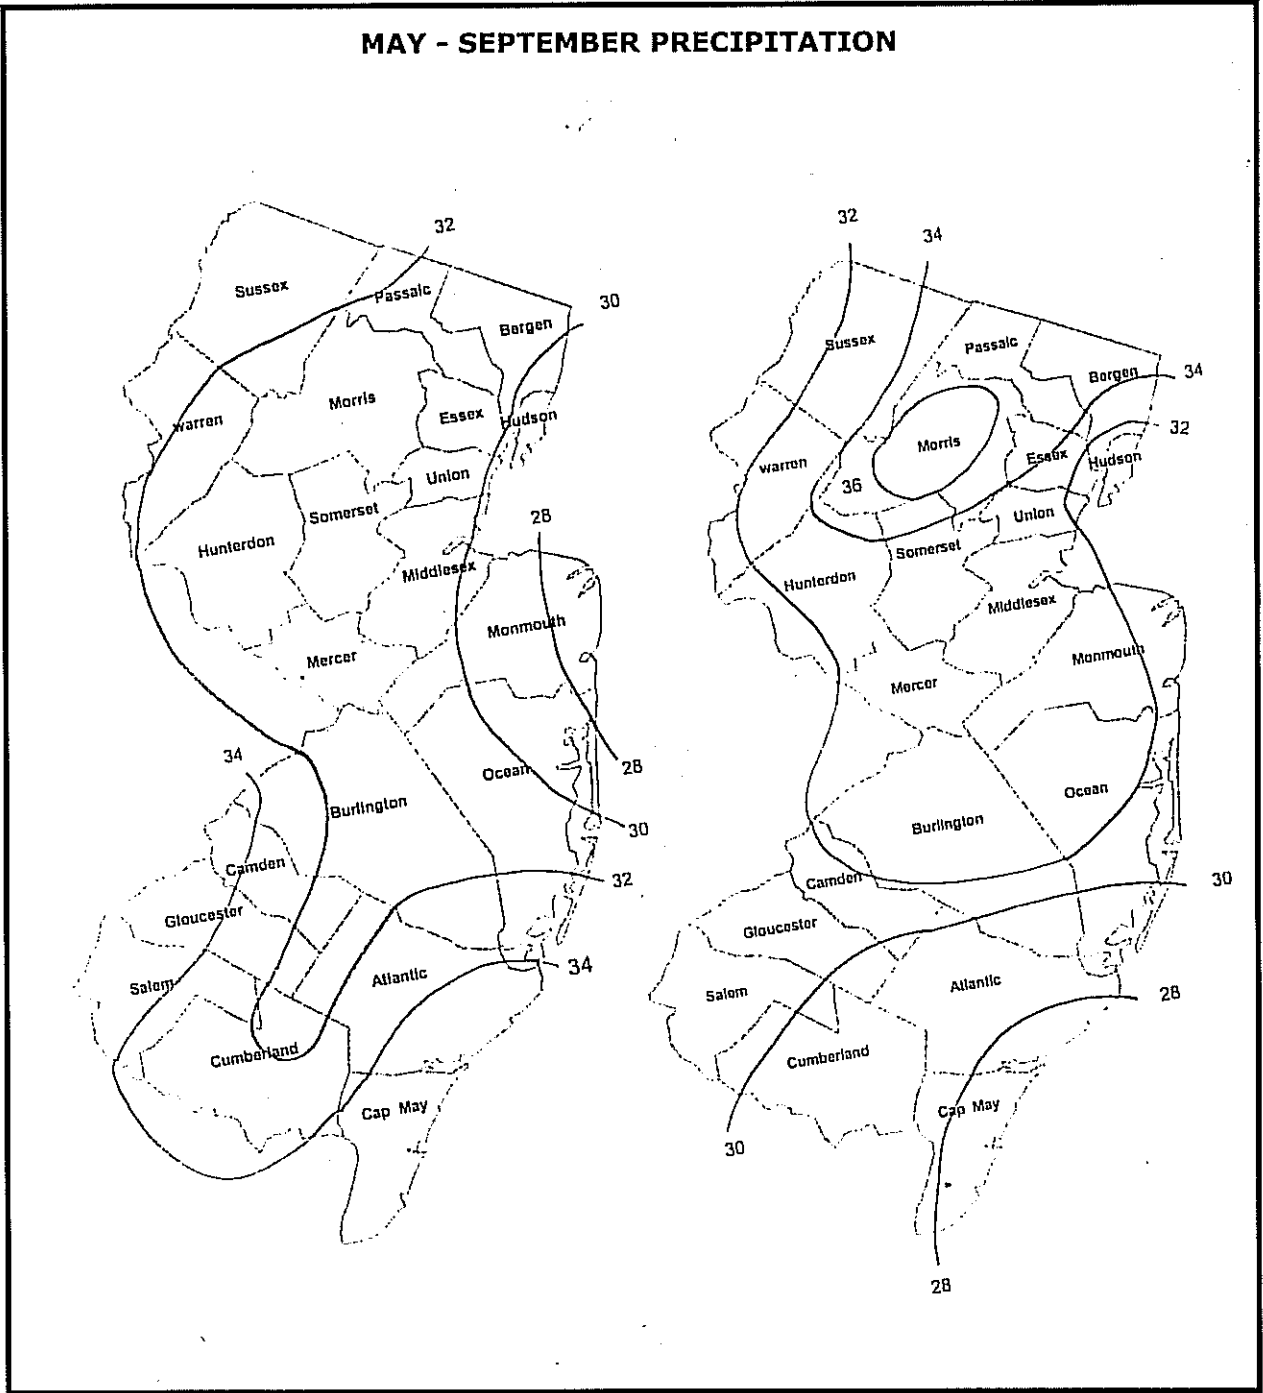 MAY - SEPTEMBER PRECIPITATION
32
Sussex
Passaic
30
Bergen
Morris
Warren
Essex
Hudson
Union
Somerset
28
Hunterdon
Middlesex
Monmouth
Mercer
34
28
Ocean
Burlington
30
Camden
32
Gloucester
34
Atlantic
Salem
Cumberland
Cap May
32
34
Sussex
Passaic
34
Bergen
32
Morris
Essex
Hudson
Warren
36
Union
Somerset
Hunterdon
Middlesex
Monmouth
Mercer
Ocean
Burlington
30
Camden
Gloucester
Atlantic
28
Salem
Cumberland
Cap May
30
28